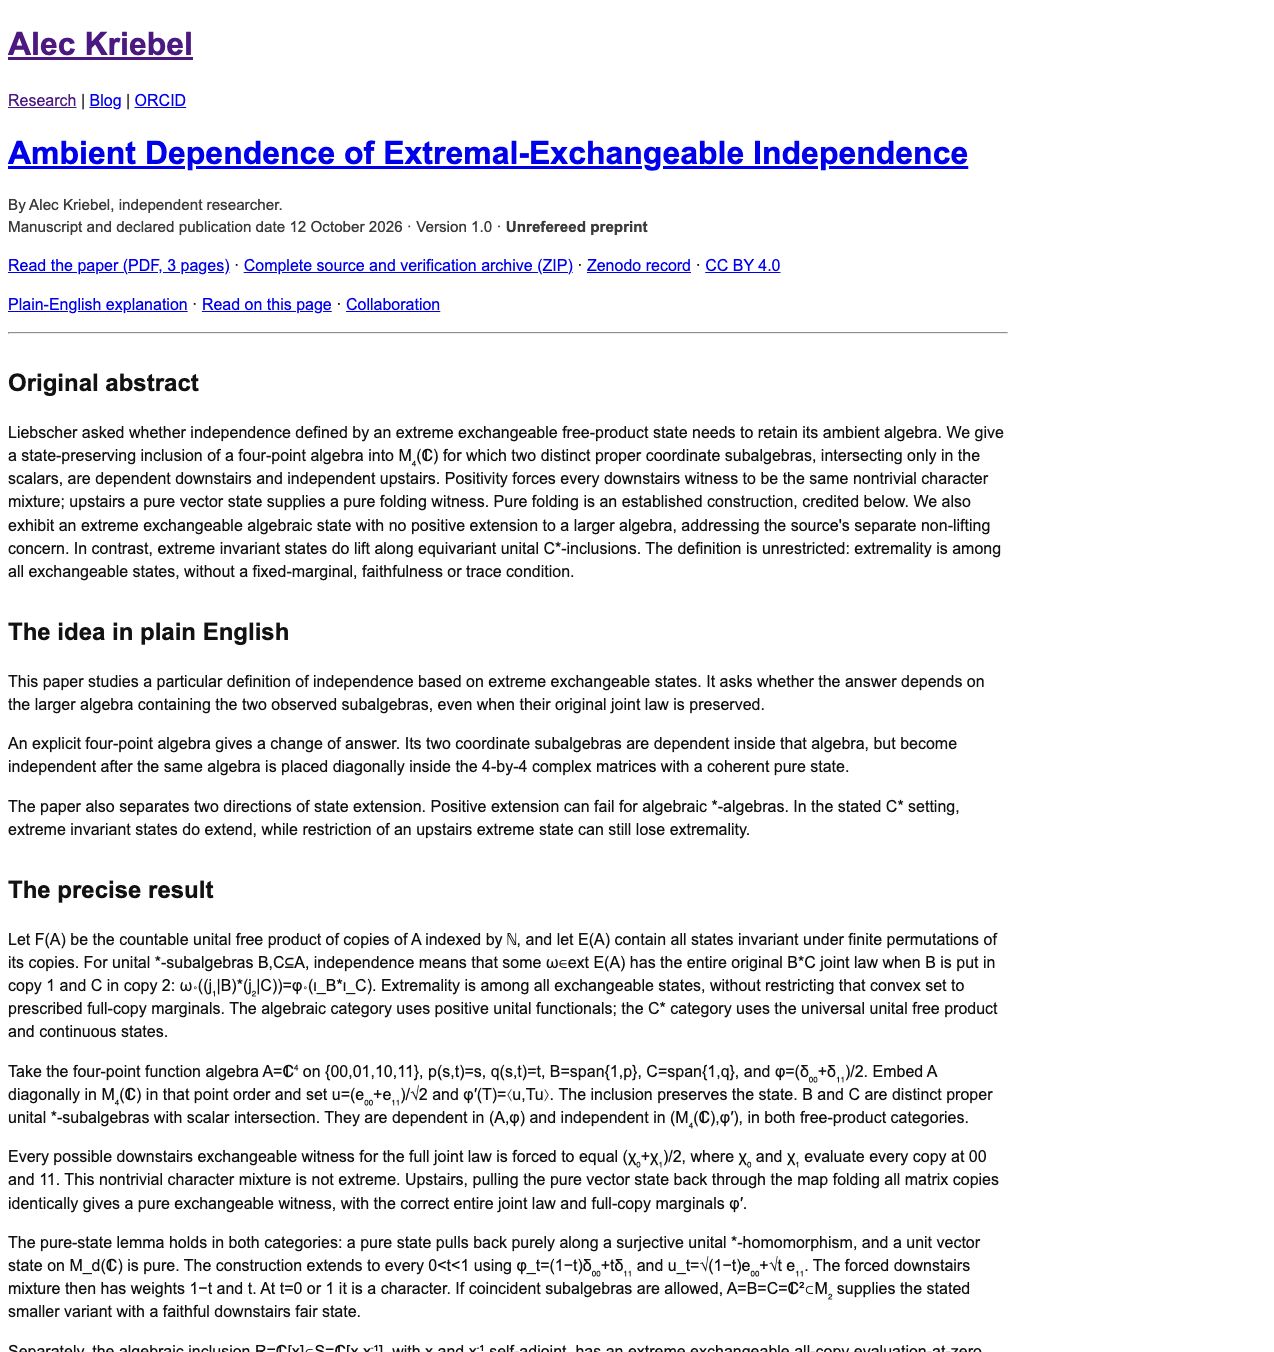 Alec Kriebel
Research | Blog | ORCID
Ambient Dependence of Extremal-Exchangeable Independence
By Alec Kriebel, independent researcher.
Manuscript and declared publication date 12 October 2026 · Version 1.0 · Unrefereed preprint
Read the paper (PDF, 3 pages) · Complete source and verification archive (ZIP) · Zenodo record · CC BY 4.0
Plain-English explanation · Read on this page · Collaboration
Original abstract
Liebscher asked whether independence defined by an extreme exchangeable free-product state needs to retain its ambient algebra. We give
a state-preserving inclusion of a four-point algebra into M₄(ℂ) for which two distinct proper coordinate subalgebras, intersecting only in the
scalars, are dependent downstairs and independent upstairs. Positivity forces every downstairs witness to be the same nontrivial character
mixture; upstairs a pure vector state supplies a pure folding witness. Pure folding is an established construction, credited below. We also
exhibit an extreme exchangeable algebraic state with no positive extension to a larger algebra, addressing the source's separate non-lifting
concern. In contrast, extreme invariant states do lift along equivariant unital C*-inclusions. The definition is unrestricted: extremality is among
all exchangeable states, without a fixed-marginal, faithfulness or trace condition.
The idea in plain English
This paper studies a particular definition of independence based on extreme exchangeable states. It asks whether the answer depends on
the larger algebra containing the two observed subalgebras, even when their original joint law is preserved.
An explicit four-point algebra gives a change of answer. Its two coordinate subalgebras are dependent inside that algebra, but become
independent after the same algebra is placed diagonally inside the 4-by-4 complex matrices with a coherent pure state.
The paper also separates two directions of state extension. Positive extension can fail for algebraic *-algebras. In the stated C* setting,
extreme invariant states do extend, while restriction of an upstairs extreme state can still lose extremality.
The precise result
Let F(A) be the countable unital free product of copies of A indexed by ℕ, and let E(A) contain all states invariant under finite permutations of
its copies. For unital *-subalgebras B,C⊆A, independence means that some ω∈ext E(A) has the entire original B*C joint law when B is put in
copy 1 and C in copy 2: ω∘((j₁|B)*(j₂|C))=φ∘(ι_B*ι_C). Extremality is among all exchangeable states, without restricting that convex set to
prescribed full-copy marginals. The algebraic category uses positive unital functionals; the C* category uses the universal unital free product
and continuous states.
Take the four-point function algebra A=ℂ⁴ on {00,01,10,11}, p(s,t)=s, q(s,t)=t, B=span{1,p}, C=span{1,q}, and φ=(δ₀₀+δ₁₁)/2. Embed A
diagonally in M₄(ℂ) in that point order and set u=(e₀₀+e₁₁)/√2 and φ′(T)=⟨u,Tu⟩. The inclusion preserves the state. B and C are distinct proper
unital *-subalgebras with scalar intersection. They are dependent in (A,φ) and independent in (M₄(ℂ),φ′), in both free-product categories.
Every possible downstairs exchangeable witness for the full joint law is forced to equal (χ₀+χ₁)/2, where χ₀ and χ₁ evaluate every copy at 00
and 11. This nontrivial character mixture is not extreme. Upstairs, pulling the pure vector state back through the map folding all matrix copies
identically gives a pure exchangeable witness, with the correct entire joint law and full-copy marginals φ′.
The pure-state lemma holds in both categories: a pure state pulls back purely along a surjective unital *-homomorphism, and a unit vector
state on M_d(ℂ) is pure. The construction extends to every 0<t<1 using φ_t=(1−t)δ₀₀+tδ₁₁ and u_t=√(1−t)e₀₀+√t e₁₁. The forced downstairs
mixture then has weights 1−t and t. At t=0 or 1 it is a character. If coincident subalgebras are allowed, A=B=C=ℂ²⊂M₂ supplies the stated
smaller variant with a faithful downstairs fair state.
Separately, the algebraic inclusion R=ℂ[x]⊂S=ℂ[x,x⁻¹], with x and x⁻¹ self-adjoint, has an extreme exchangeable all-copy evaluation-at-zero